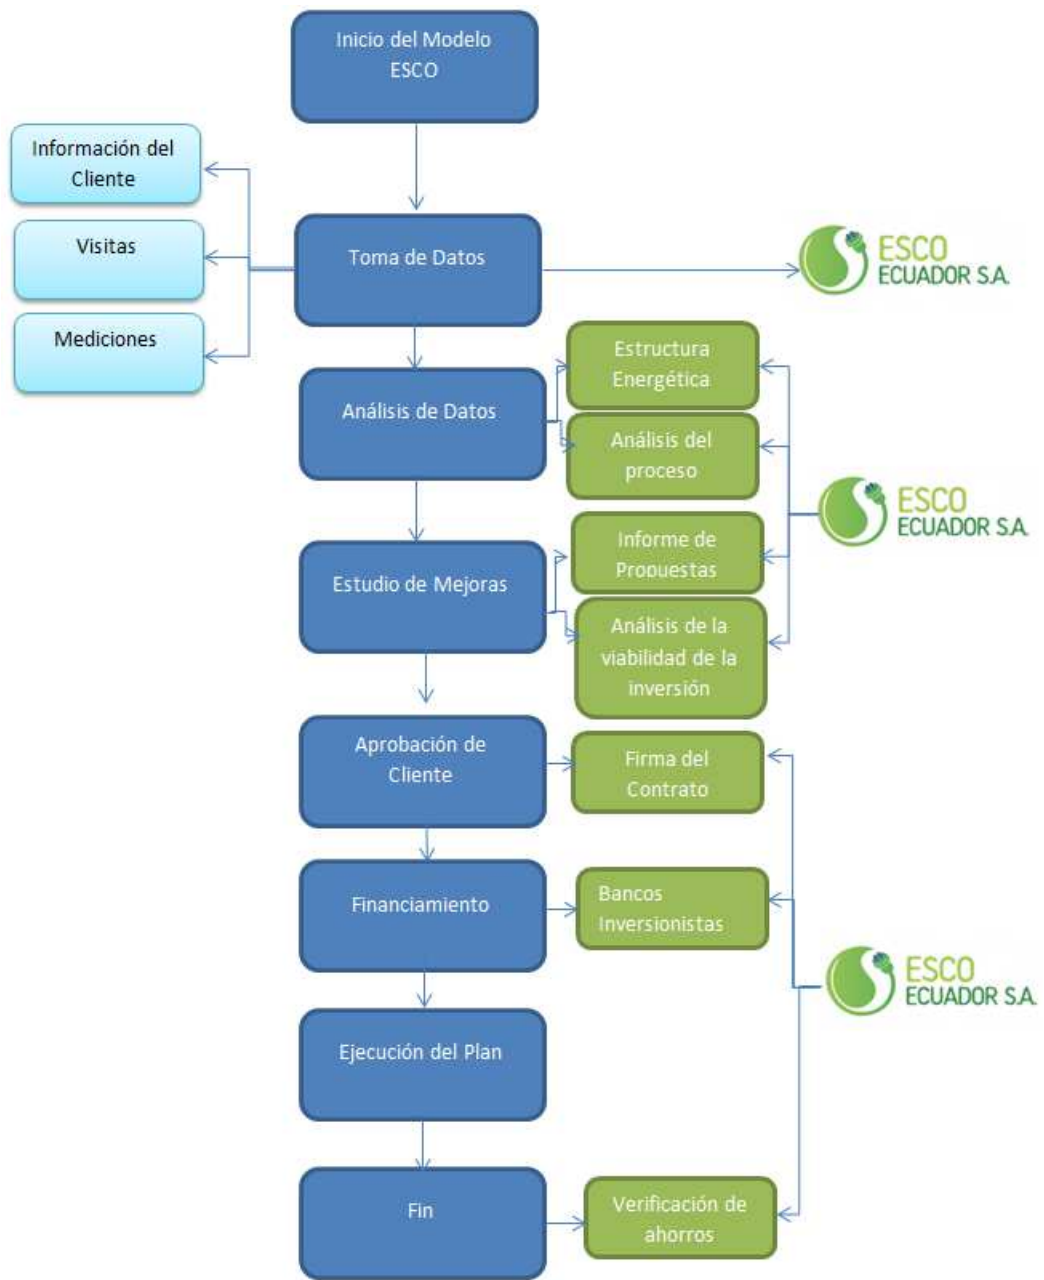 Inicio del Modelo
ESCO
Información del
Cliente
Visitas
Mediciones
Toma de Datos
ESCO
ECUADOR S.A.
Análisis de Datos
Estructura
Energética
Análisis del
proceso
ESCO
ECUADOR S.A.
Estudio de Mejoras
Informe de
Propuestas
Análisis de la
viabilidad de la
inversión
Aprobación de
Cliente
Firma del
Contrato
Financiamiento
Bancos
Inversionistas
ESCO
ECUADOR S.A.
Ejecución del Plan
Fin
Verificación de
ahorros